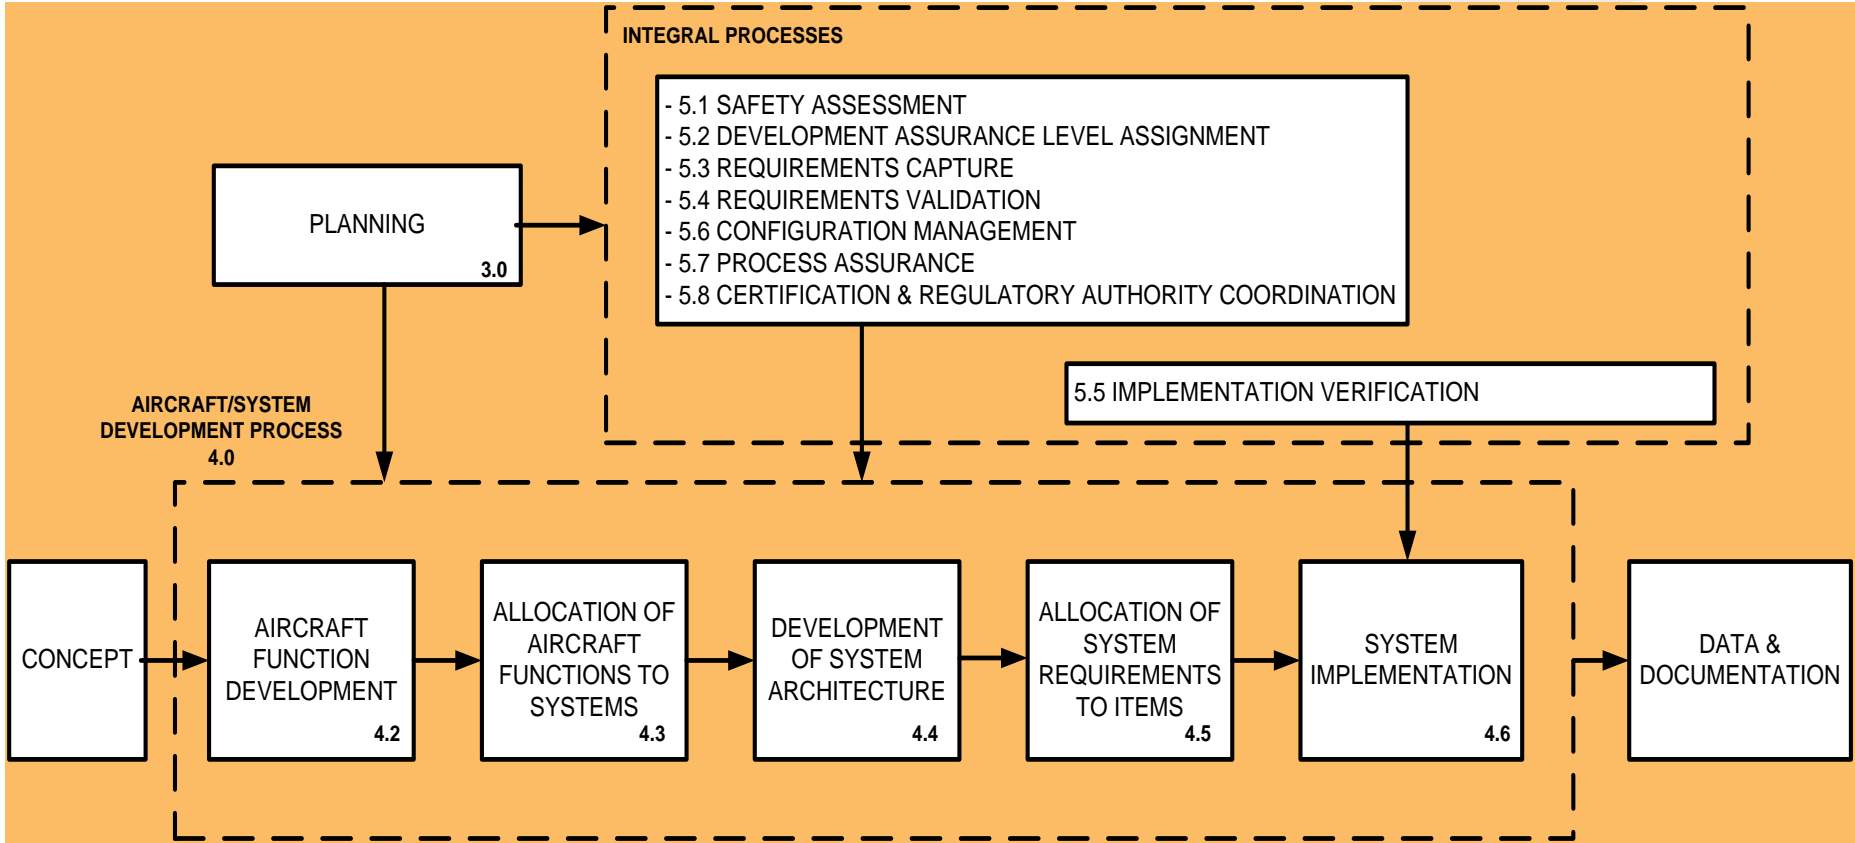 INTEGRAL PROCESSES
- 5.1 SAFETY ASSESSMENT
- 5.2 DEVELOPMENT ASSURANCE LEVEL ASSIGNMENT
- 5.3 REQUIREMENTS CAPTURE
- 5.4 REQUIREMENTS VALIDATION
- 5.6 CONFIGURATION MANAGEMENT
- 5.7 PROCESS ASSURANCE
- 5.8 CERTIFICATION & REGULATORY AUTHORITY COORDINATION
PLANNING
3.0
5.5 IMPLEMENTATION VERIFICATION
AIRCRAFT/SYSTEM
DEVELOPMENT PROCESS
4.0
CONCEPT
AIRCRAFT
FUNCTION
DEVELOPMENT
4.2
ALLOCATION OF
AIRCRAFT
FUNCTIONS TO
SYSTEMS
4.3
DEVELOPMENT
OF SYSTEM
ARCHITECTURE
4.4
ALLOCATION OF
SYSTEM
REQUIREMENTS
TO ITEMS
4.5
SYSTEM
IMPLEMENTATION
4.6
DATA &
DOCUMENTATION